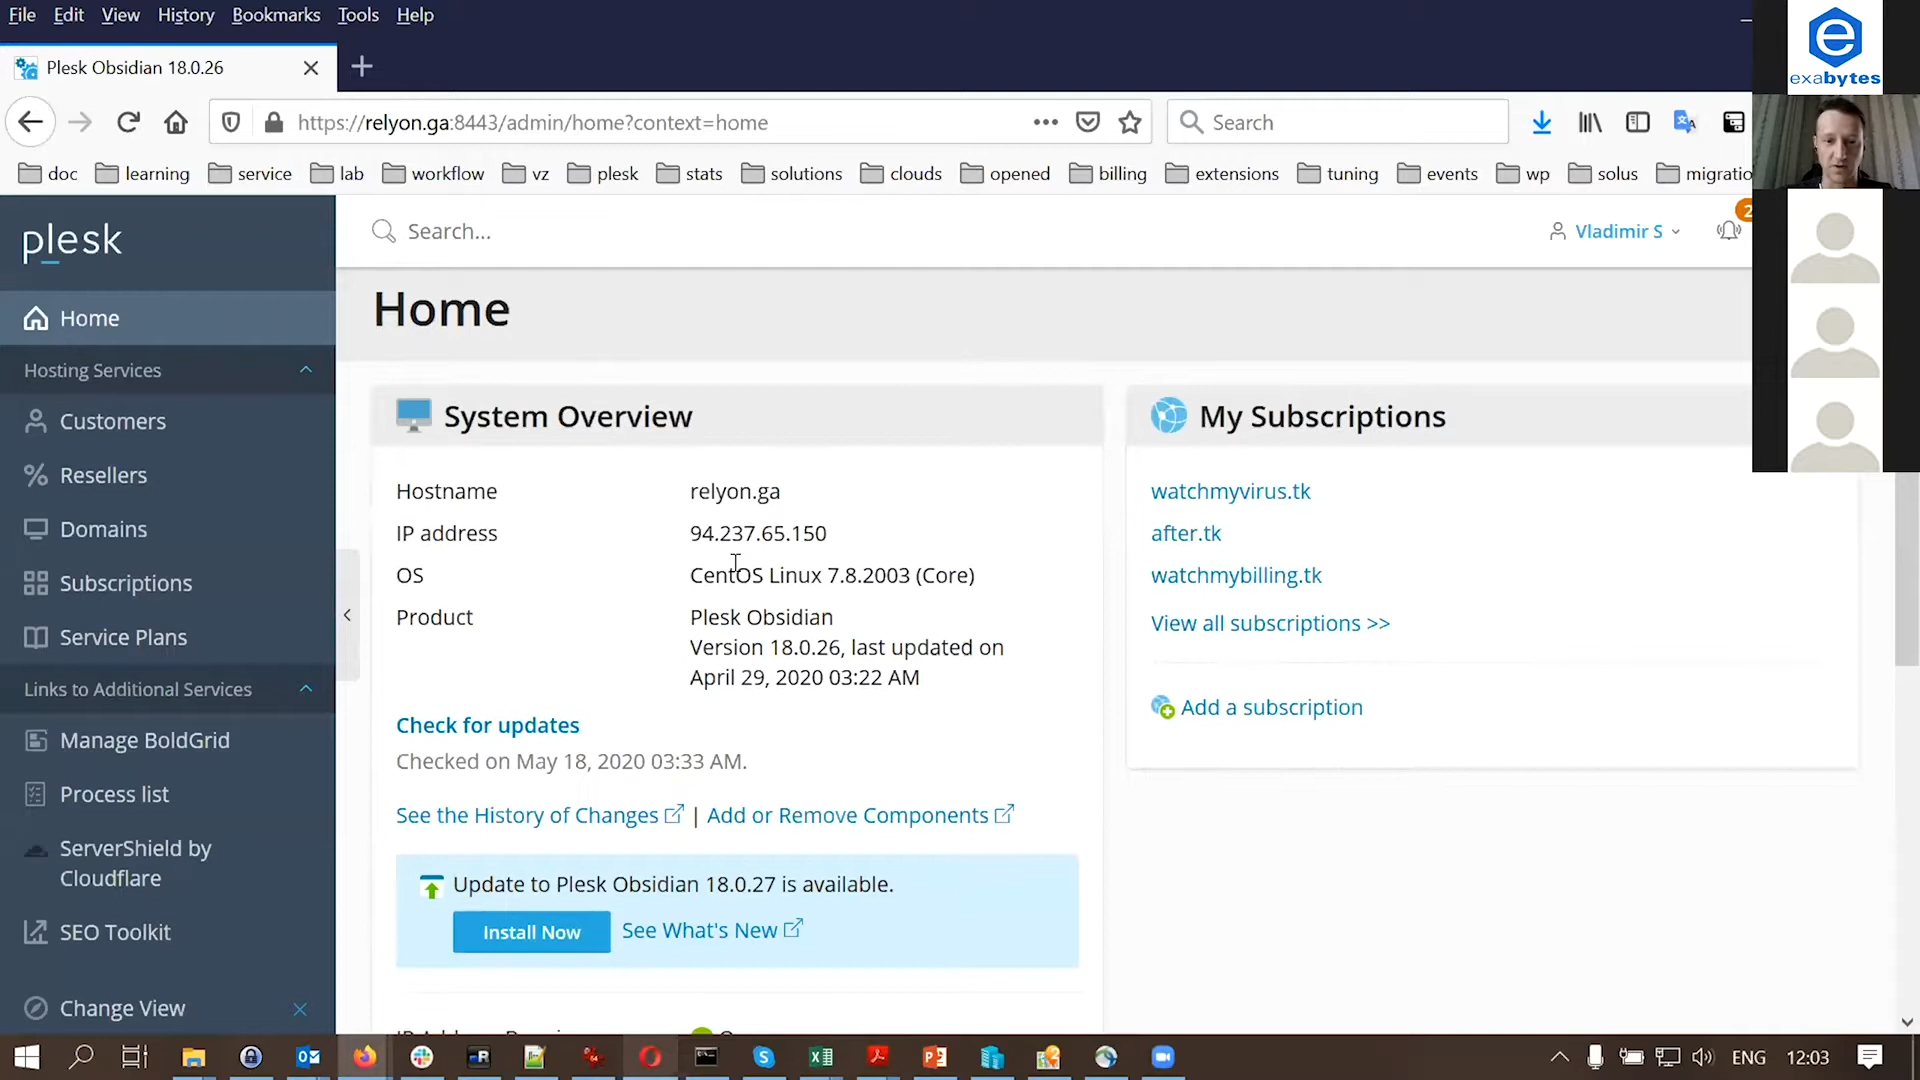 File Edit View History Bookmarks Tools Help
exabytes
Plesk Obsidian 18.0.26
https://relyon.ga:8443/admin/home?context=home
Search
doc learning service lab workflow vz plesk stats solutions clouds opened billing extensions tuning events wp solus migratio
plesk
Search...
Vladimir S
2
Home
Home
Hosting Services
Customers
Resellers
Domains
Subscriptions
Service Plans
Links to Additional Services
Manage BoldGrid
Process list
ServerShield by
Cloudflare
SEO Toolkit
Change View
System Overview
Hostname relyon.ga
IP address 94.237.65.150
OS CentOS Linux 7.8.2003 (Core)
Product Plesk Obsidian
Version 18.0.26, last updated on
April 29, 2020 03:22 AM
Check for updates
Checked on May 18, 2020 03:33 AM.
See the History of Changes | Add or Remove Components
Update to Plesk Obsidian 18.0.27 is available.
Install Now See What's New
My Subscriptions
watchmyvirus.tk
after.tk
watchmybilling.tk
View all subscriptions >>
Add a subscription
ENG 12:03